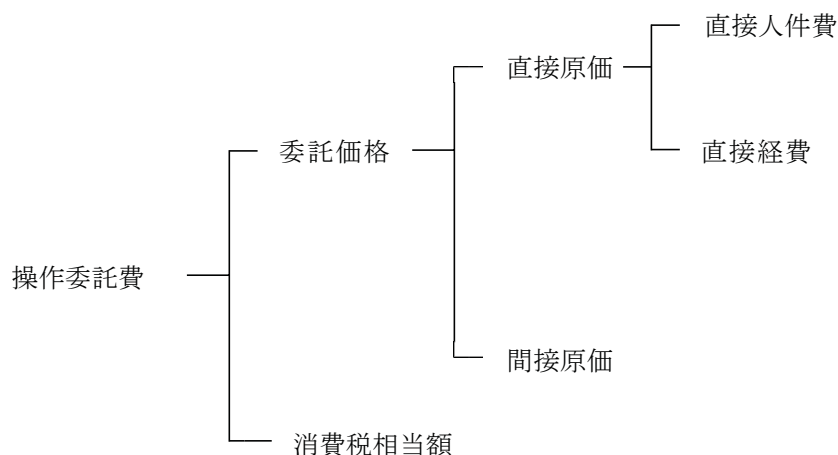 直接人件費
直接原価
委託価格
直接経費
操作委託費
間接原価
消費税相当額